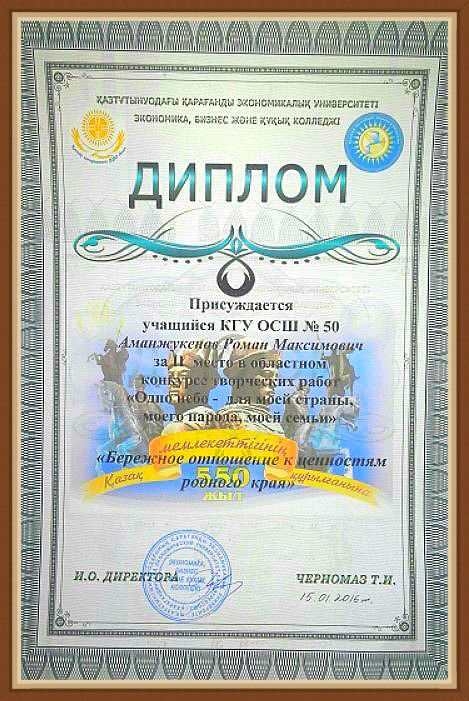 ҚАЗТҰТЫНУОДАҒЫ ҚАРАҒАНДЫ ЭКОНОМИКАЛЫҚ УНИВЕРСИТЕТІ
ЭКОНОМИКА, БИЗНЕС ЖӘНЕ ҚҰҚЫҚ КОЛЛЕДЖІ
ДИПЛОМ
Присуждается
учащийся КГУ ОСШ № 50
Аманжукенов Роман Максимович
за II место в областном
конкурсе творческих работ
«Одно небо - для моей страны,
моего народа, моей семьи»
мемлекеттігінің
«Бережное отношение к ценностям
Қазақ 550 құрылғанына
родного края»
ЖЫЛ
ЭКОНОМИКА,
БИЗНЕС
И.О. ДИРЕКТОРА ЧЕРНОМАЗ Т.И.
15.01.2016г.